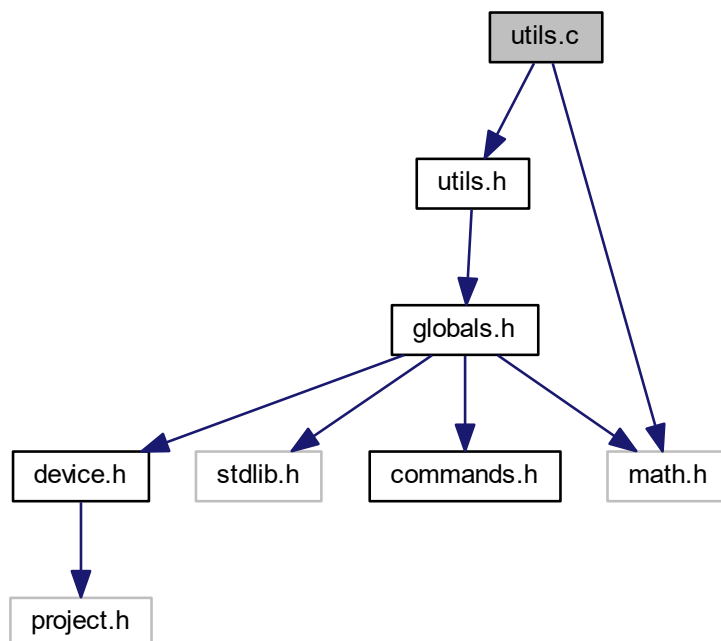 utils.c
utils.h
globals.h
device.h
stdlib.h
commands.h
math.h
project.h